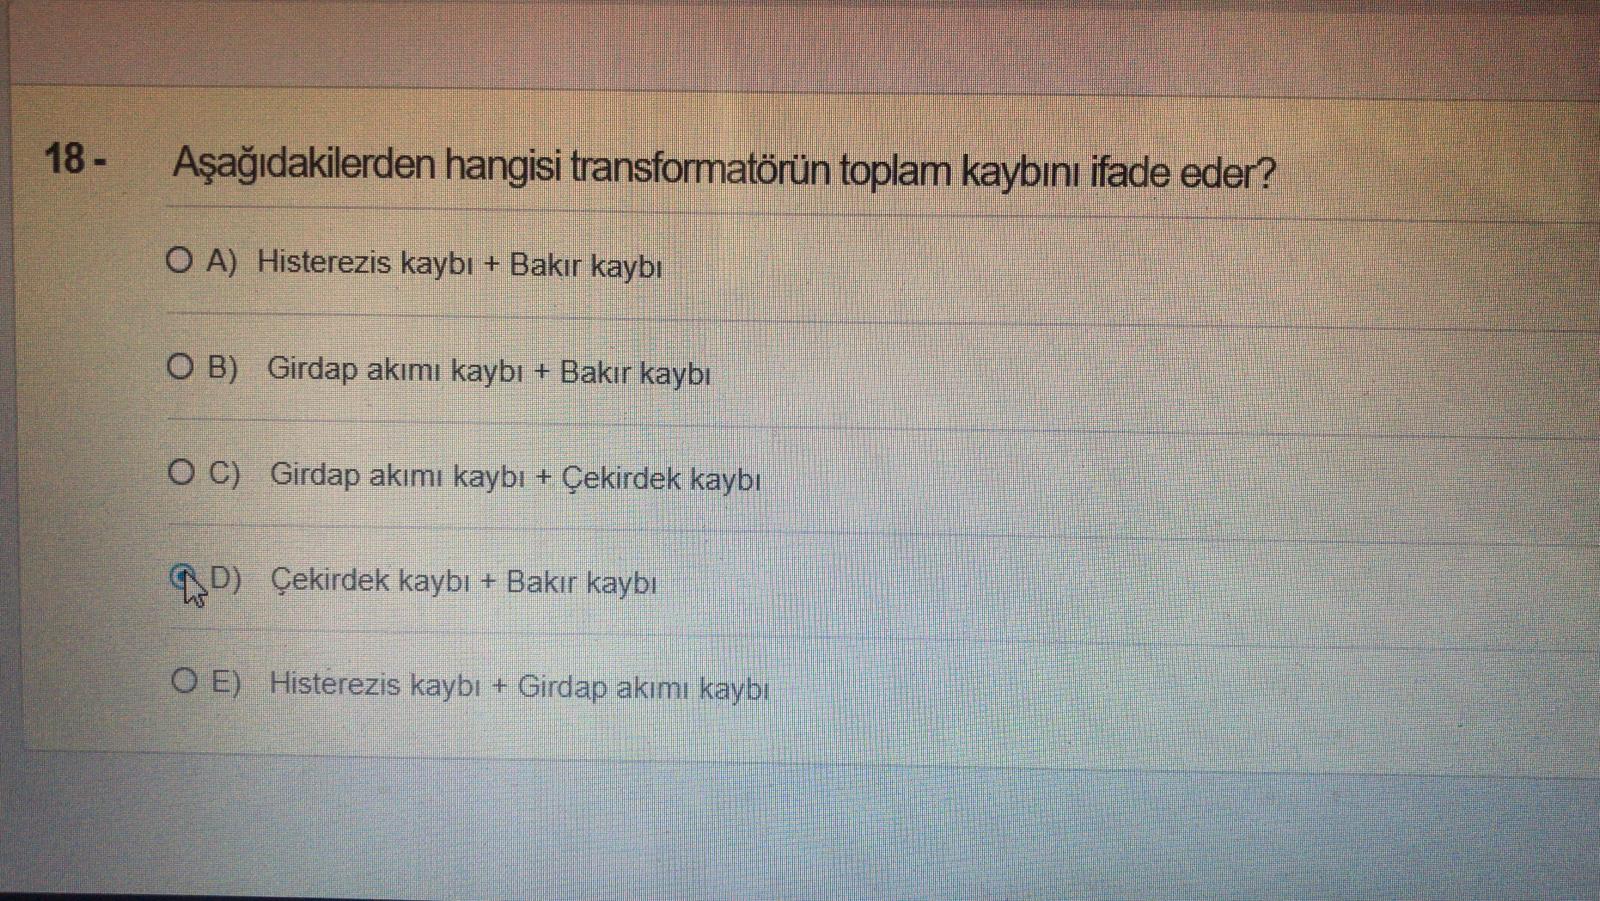 18 - Aşağıdakilerden hangisi transformatörün toplam kaybını ifade eder?
A) Histerezis kaybı + Bakır kaybı
B) Girdap akımı kaybı + Bakır kaybı
C) Girdap akımı kaybı + Çekirdek kaybı
D) Çekirdek kaybı + Bakır kaybı
E) Histerezis kaybı + Girdap akımı kaybı